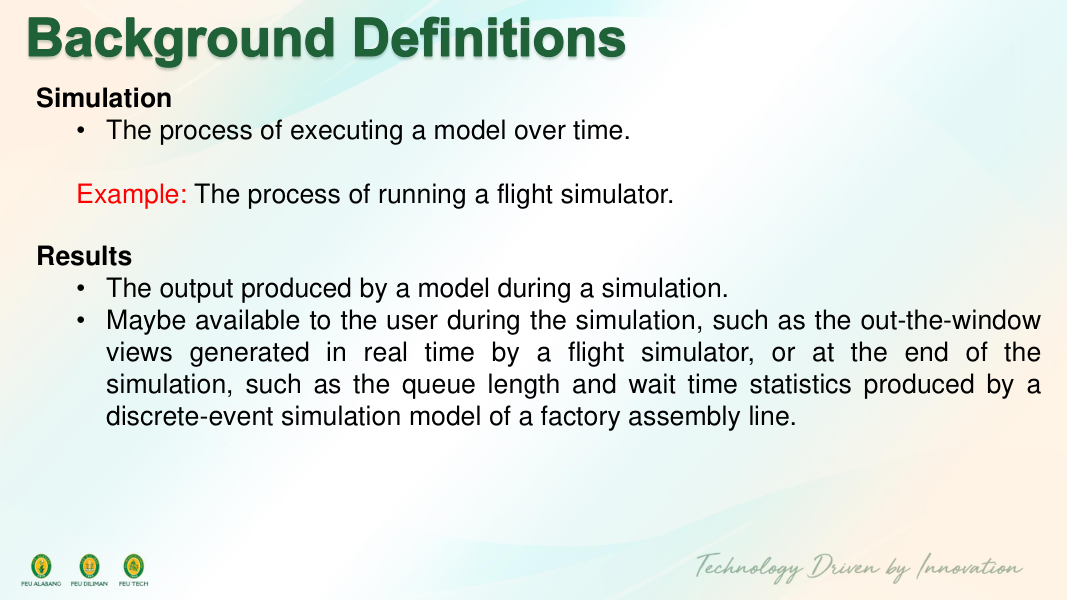 Background Definitions
Simulation
• The process of executing a model over time.
Example: The process of running a flight simulator.
Results
• The output produced by a model during a simulation.
• Maybe available to the user during the simulation, such as the out-the-window
views generated in real time by a flight simulator, or at the end of the
simulation, such as the queue length and wait time statistics produced by a
discrete-event simulation model of a factory assembly line.
FEU ALABANG FEU DILIMAN FEU TECH
Technology Driven by Innovation